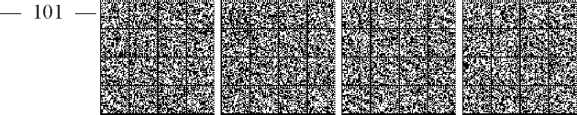 — 101 —